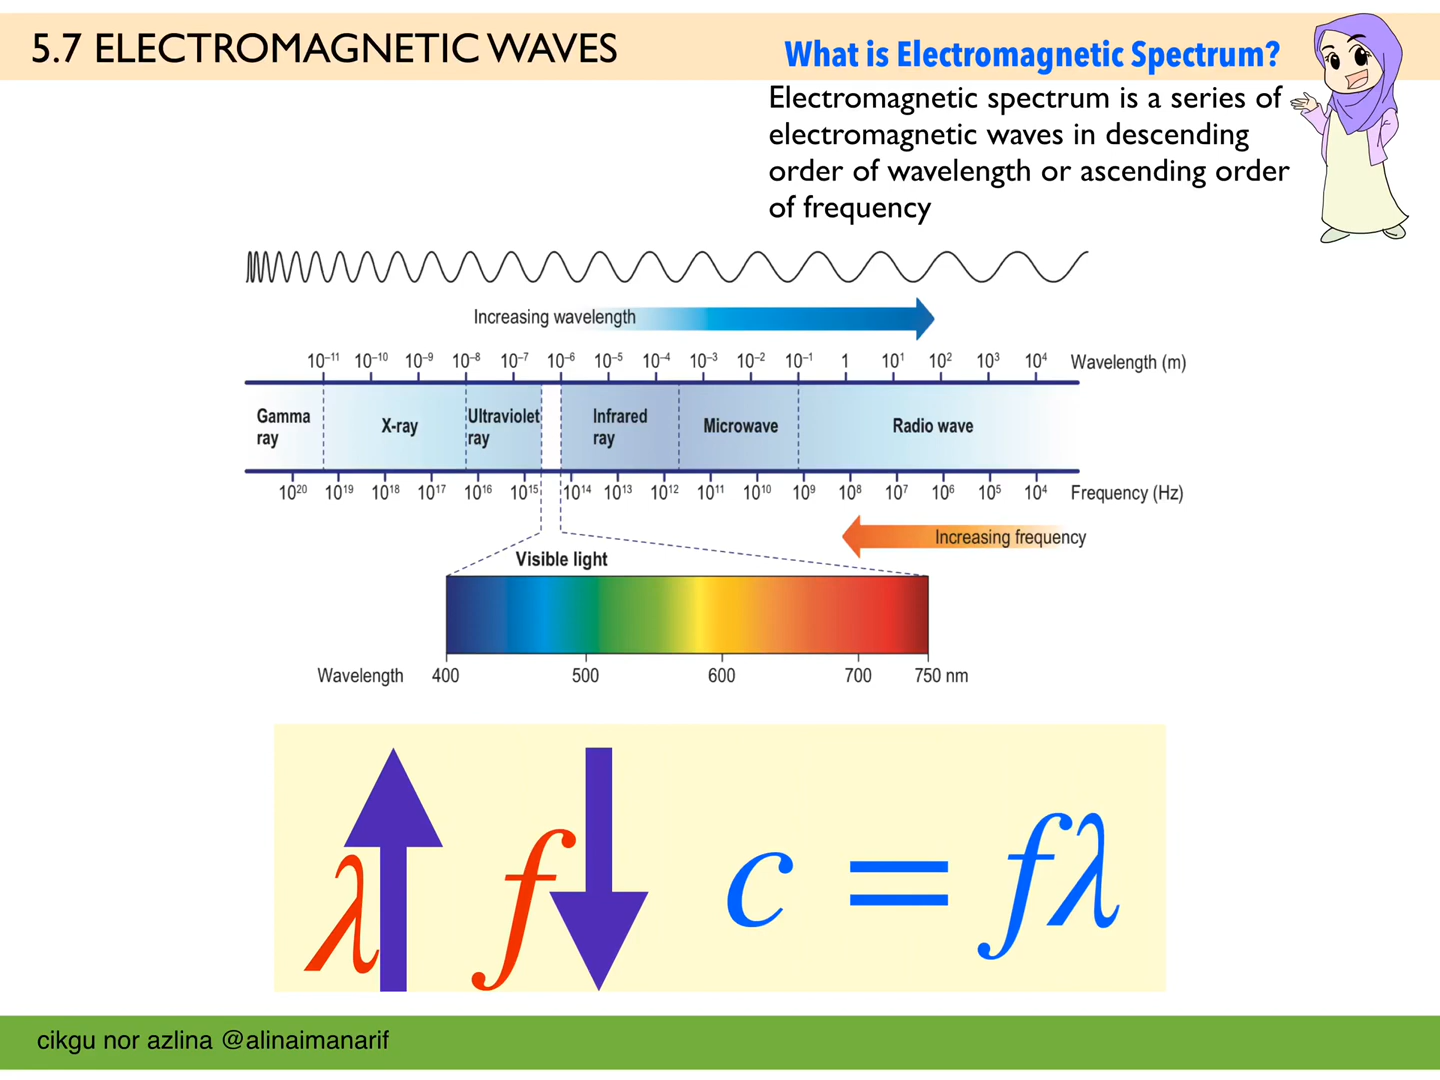 5.7 ELECTROMAGNETIC WAVES
What is Electromagnetic Spectrum?
Electromagnetic spectrum is a series of
electromagnetic waves in descending
order of wavelength or ascending order
of frequency
Increasing wavelength
10⁻¹¹ 10⁻¹⁰ 10⁻⁹ 10⁻⁸ 10⁻⁷ 10⁻⁶ 10⁻⁵ 10⁻⁴ 10⁻³ 10⁻² 10⁻¹ 1 10¹ 10² 10³ 10⁴ Wavelength (m)
Gamma
ray
X-ray
Ultraviolet
ray
Infrared
ray
Microwave
Radio wave
10²⁰ 10¹⁹ 10¹⁸ 10¹⁷ 10¹⁶ 10¹⁵ 10¹⁴ 10¹³ 10¹² 10¹¹ 10¹⁰ 10⁹ 10⁸ 10⁷ 10⁶ 10⁵ 10⁴ Frequency (Hz)
Increasing frequency
Visible light
Wavelength 400 500 600 700 750 nm
λ f c = fλ
cikgu nor azlina @alinaimanarif